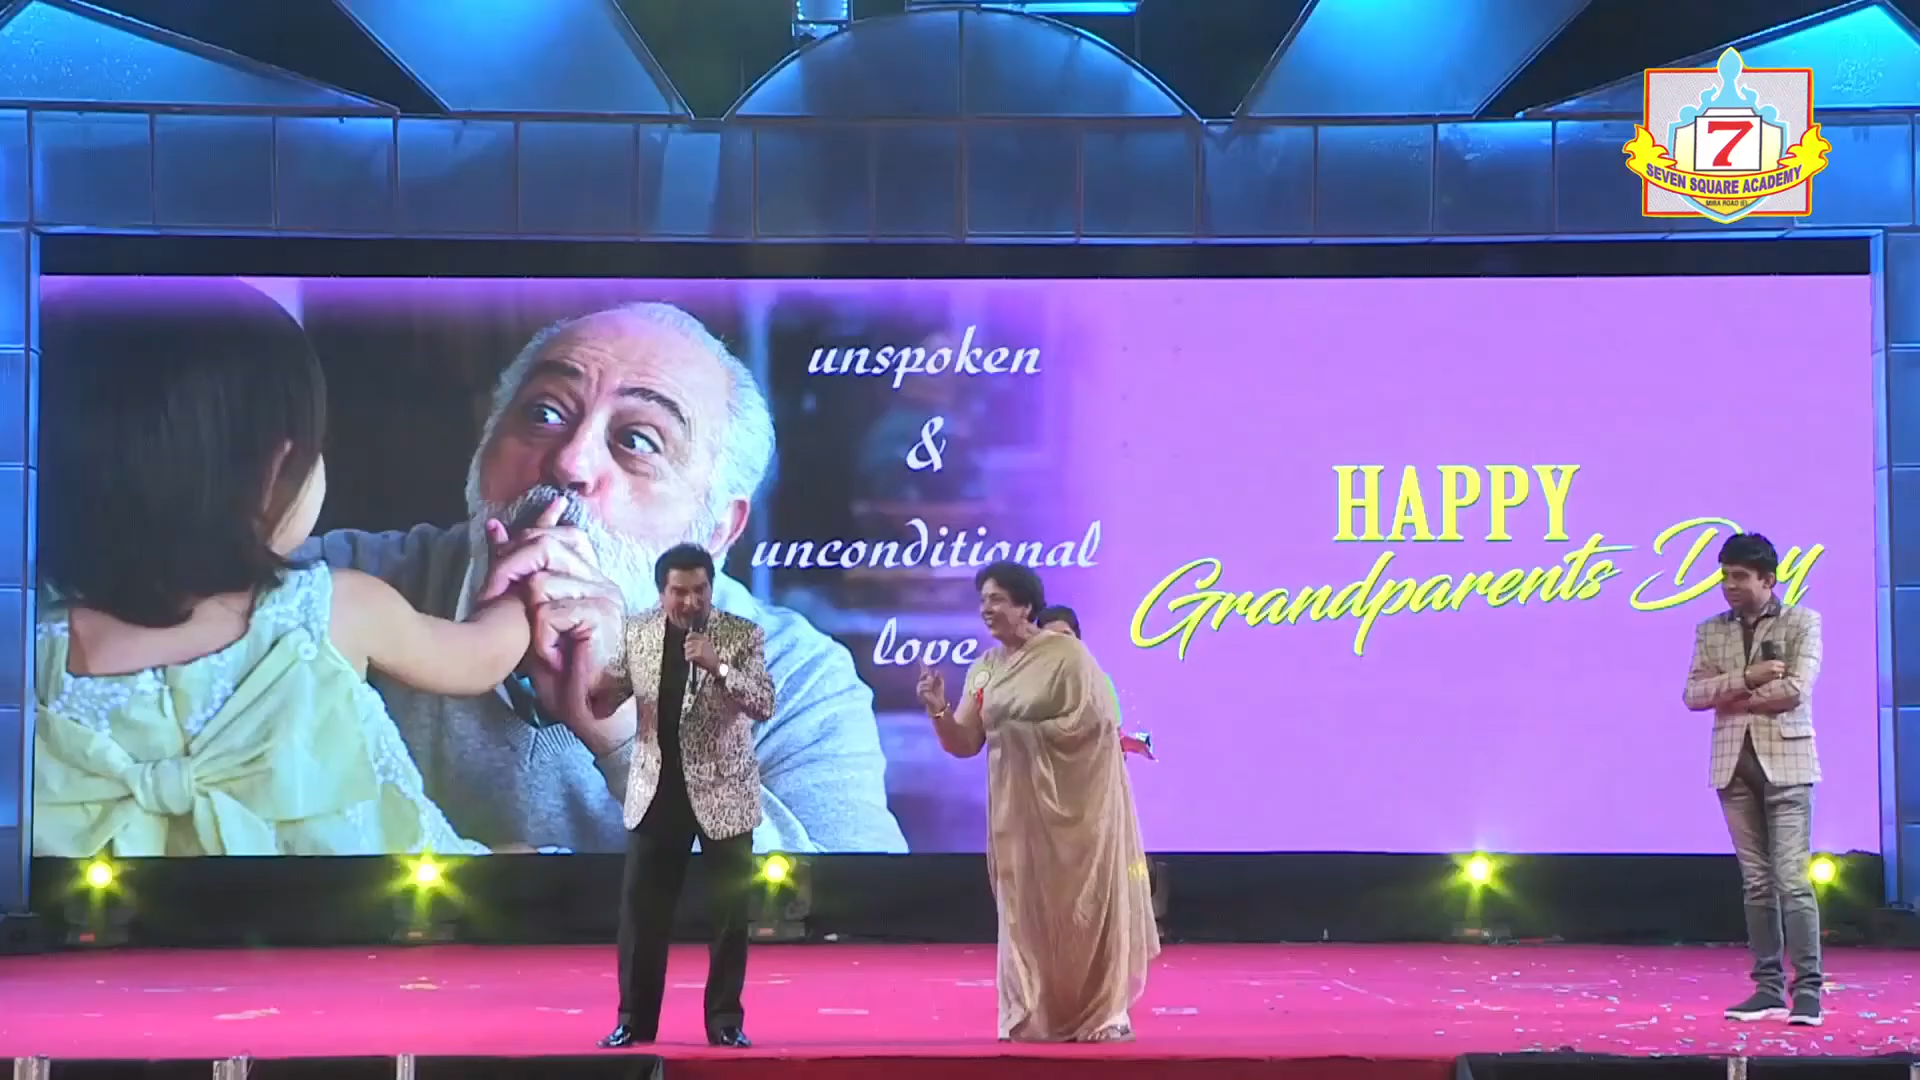 7
SEVEN SQUARE ACADEMY
MIRA ROAD (E)
unspoken
&
unconditional
love
HAPPY
Grandparents Day